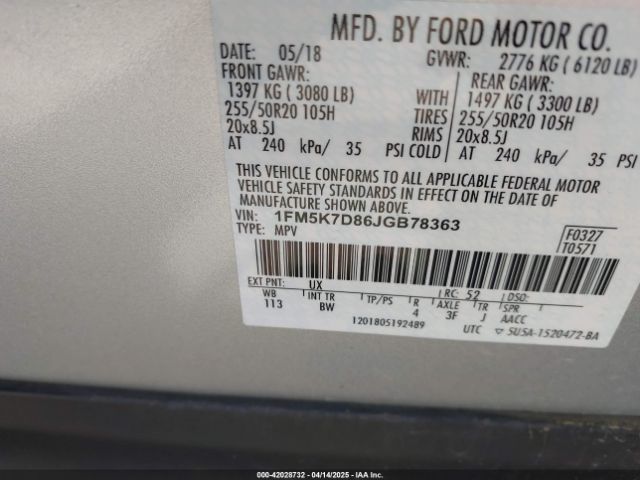 MFD. BY FORD MOTOR CO.
DATE: 05/18 GVWR: 2776 KG ( 6120 LB)
FRONT GAWR: REAR GAWR:
1397 KG ( 3080 LB) WITH 1497 KG ( 3300 LB)
255/50R20 105H TIRES 255/50R20 105H
20x8.5J RIMS 20x8.5J
AT 240 kPa/ 35 PSI COLD AT 240 kPa/ 35 PSI
THIS VEHICLE CONFORMS TO ALL APPLICABLE FEDERAL MOTOR
VEHICLE SAFETY STANDARDS IN EFFECT ON THE DATE OF
MANUFACTURE SHOWN ABOVE.
VIN: 1FM5K7D86JGB78363
TYPE: MPV
F0327
T0571
EXT PNT: UX RC: 52 DSO:
WB INT TR TP/PS R AXLE TR SPR
113 BW 4 3F J AACC
1201805192489
UTC ▽ 5U5A-1520472-BA
000-42028732 - 04/14/2025 - Copyright IAA, Inc.